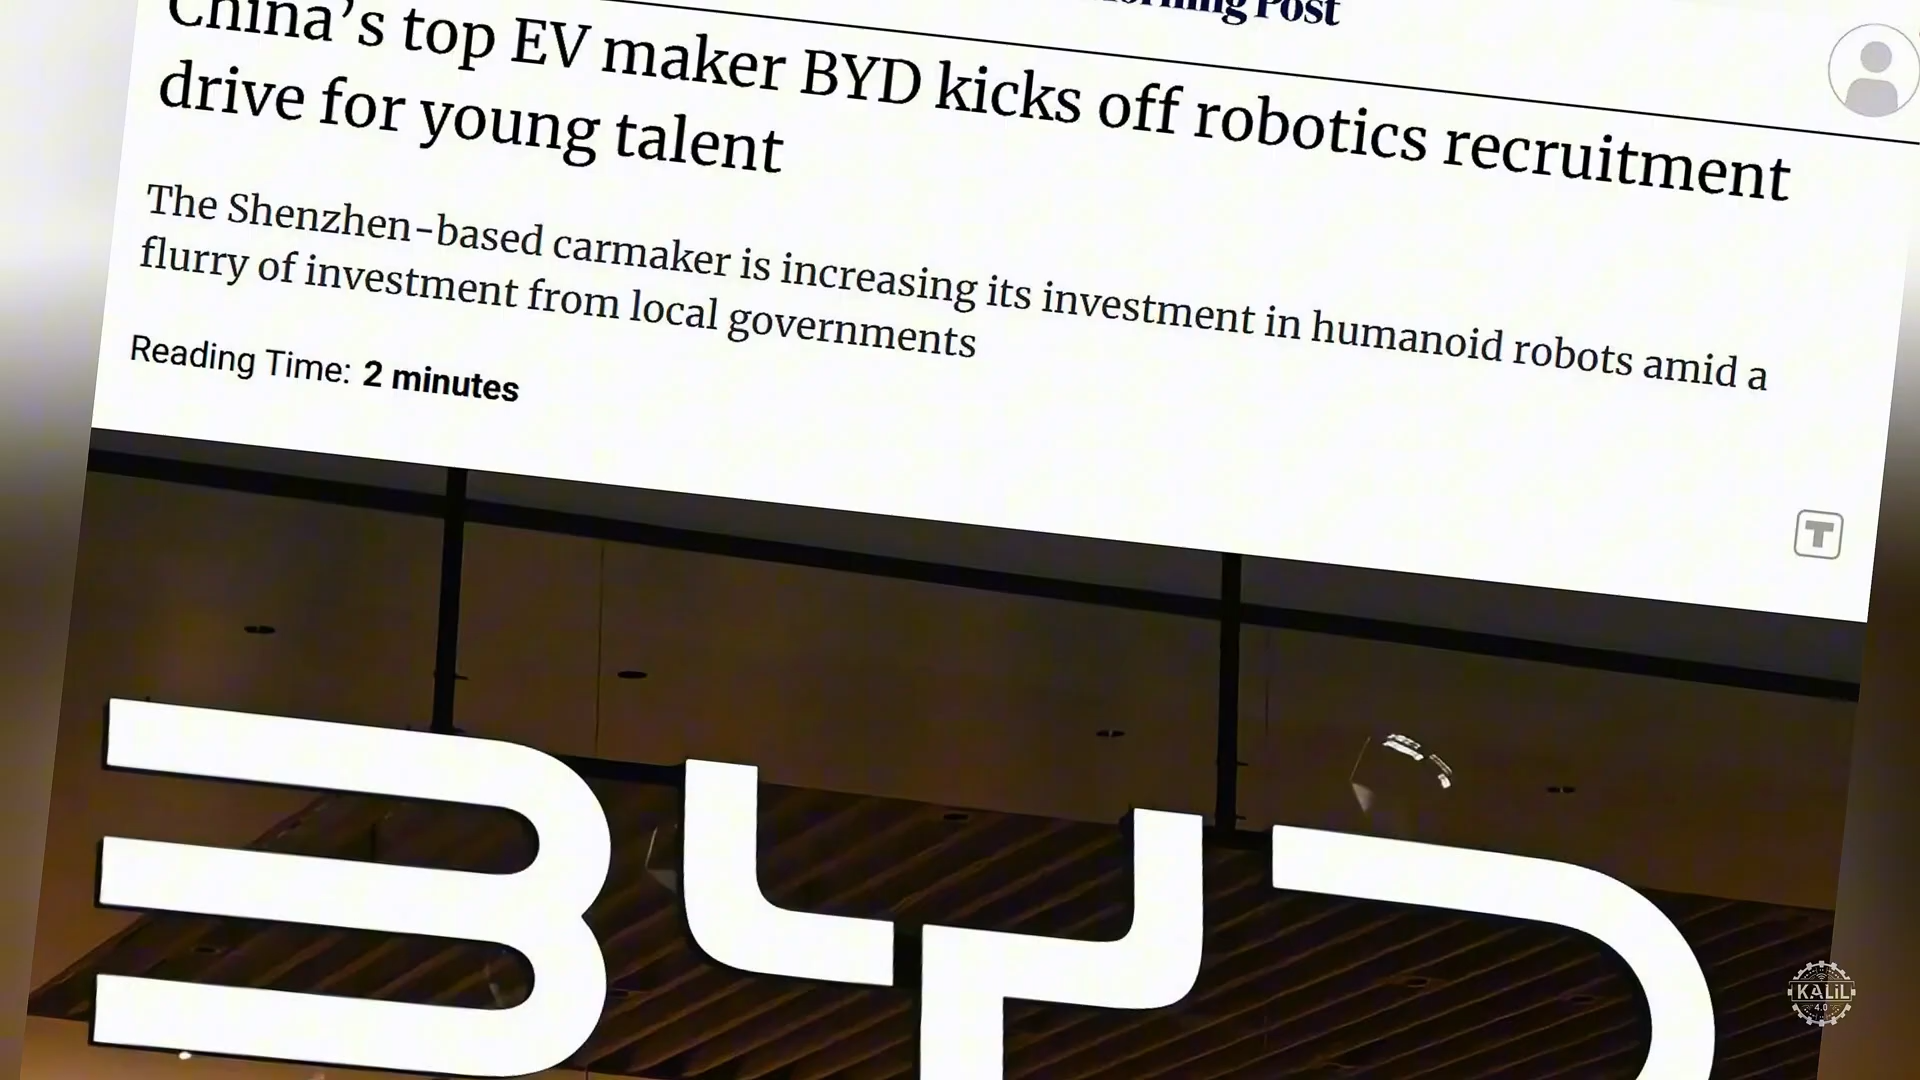 Morning Post
China’s top EV maker BYD kicks off robotics recruitment
drive for young talent
The Shenzhen-based carmaker is increasing its investment in humanoid robots amid a
flurry of investment from local governments
Reading Time: 2 minutes
T
BYD
KALiL
4.0